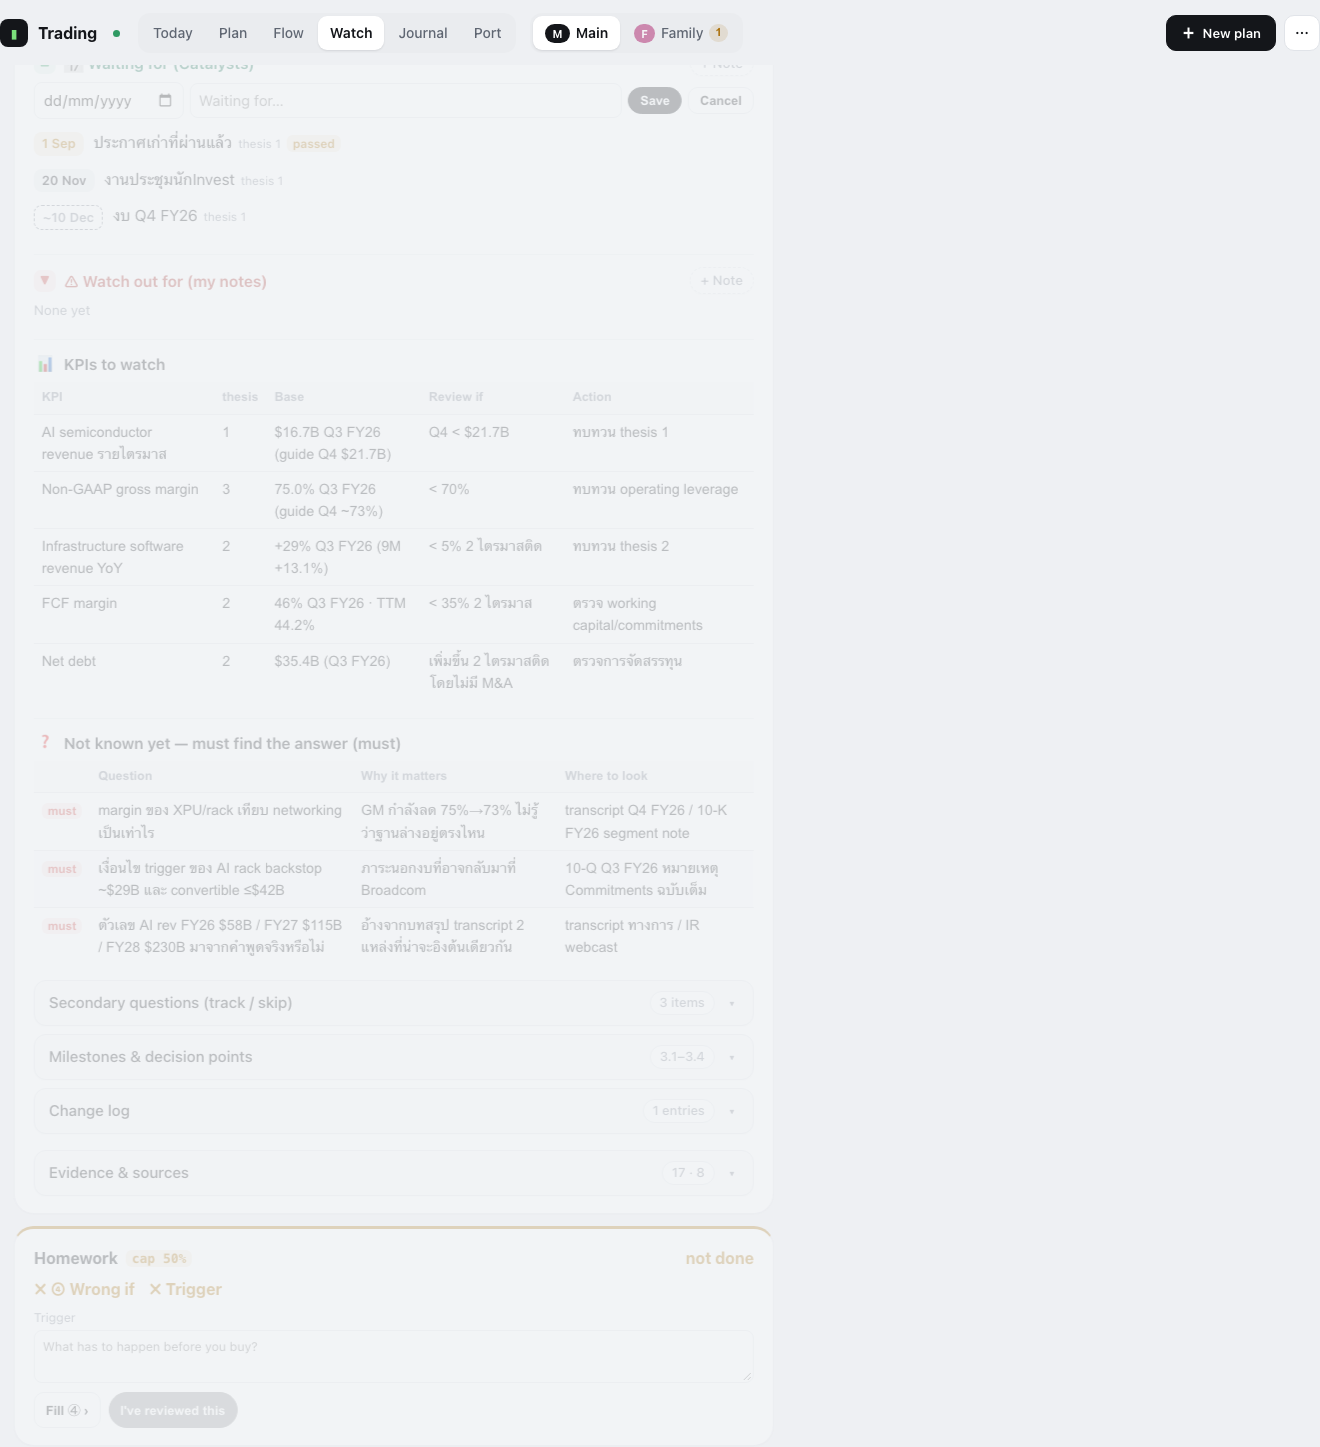 Trading Today Plan Flow Watch Journal Port M Main F Family 1 + New plan ...
17 Waiting for (Catalysts) + Note
dd/mm/yyyy Waiting for... Save Cancel
1 Sep ประกาศเก่าที่ผ่านแล้ว thesis 1 passed
20 Nov งานประชุมนักInvest thesis 1
~10 Dec งบ Q4 FY26 thesis 1
▼ ⚠ Watch out for (my notes) + Note
None yet
KPIs to watch
KPI thesis Base Review if Action
AI semiconductor 1 $16.7B Q3 FY26 Q4 < $21.7B ทบทวน thesis 1
revenue รายไตรมาส (guide Q4 $21.7B)
Non-GAAP gross margin 3 75.0% Q3 FY26 < 70% ทบทวน operating leverage
(guide Q4 ~73%)
Infrastructure software 2 +29% Q3 FY26 (9M < 5% 2 ไตรมาสติด ทบทวน thesis 2
revenue YoY +13.1%)
FCF margin 2 46% Q3 FY26 · TTM < 35% 2 ไตรมาส ตรวจ working
44.2% capital/commitments
Net debt 2 $35.4B (Q3 FY26) เพิ่มขึ้น 2 ไตรมาสติด ตรวจการจัดสรรทุน
โดยไม่มี M&A
? Not known yet — must find the answer (must)
Question Why it matters Where to look
must margin ของ XPU/rack เทียบ networking GM กำลังลด 75%→73% ไม่รู้ transcript Q4 FY26 / 10-K
เป็นเท่าไร ว่าฐานล่างอยู่ตรงไหน FY26 segment note
must เงื่อนไข trigger ของ AI rack backstop ภาระนอกงบที่อาจกลับมาที่ 10-Q Q3 FY26 หมายเหตุ
~$29B และ convertible ≤$42B Broadcom Commitments ฉบับเต็ม
must ตัวเลข AI rev FY26 $58B / FY27 $115B อ้างจากบทสรุป transcript 2 transcript ทางการ / IR
/ FY28 $230B มาจากคำพูดจริงหรือไม่ แหล่งที่น่าจะอิงต้นเดียวกัน webcast
Secondary questions (track / skip) 3 items ▾
Milestones & decision points 3.1–3.4 ▾
Change log 1 entries ▾
Evidence & sources 17 · 8 ▾
Homework cap 50% not done
✕ ④ Wrong if ✕ Trigger
Trigger
What has to happen before you buy?
Fill ④ › I've reviewed this